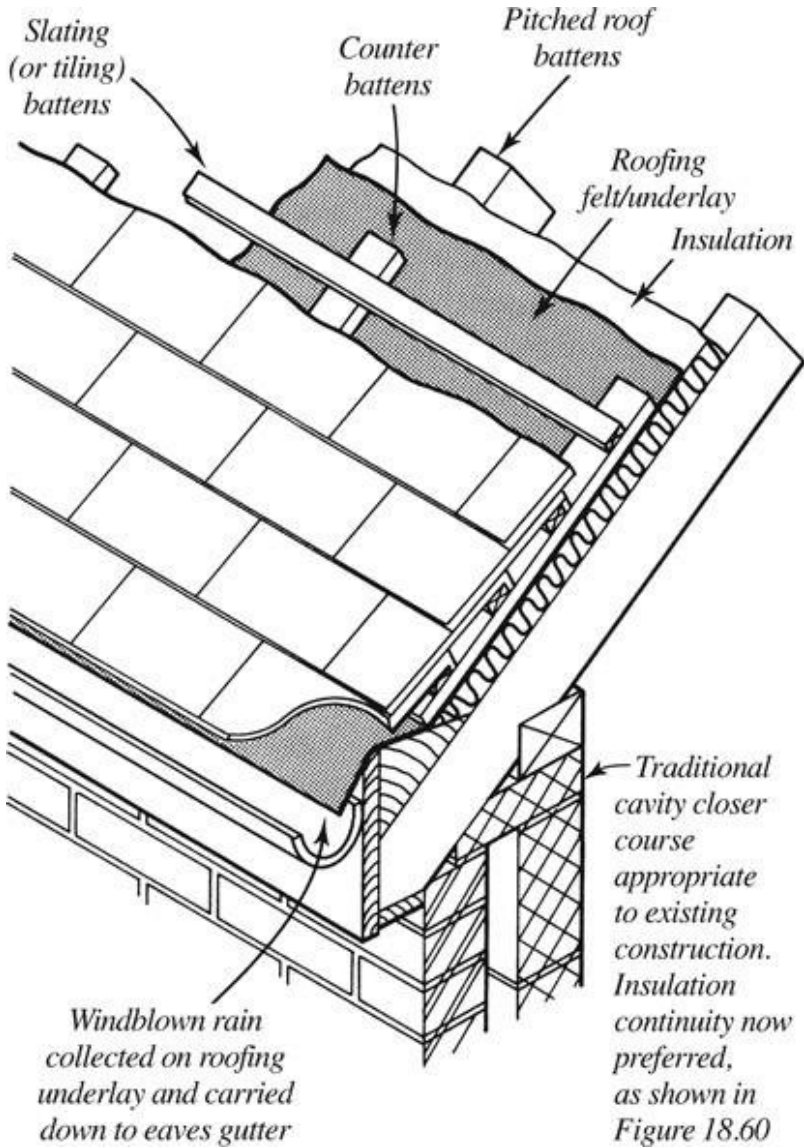 Slating
(or tiling)
battens
Counter
battens
Pitched roof
battens
Roofing
felt/underlay
Insulation
Traditional
cavity closer
course
appropriate
to existing
construction.
Insulation
continuity now
preferred,
as shown in
Figure 18.60
Windblown rain
collected on roofing
underlay and carried
down to eaves gutter